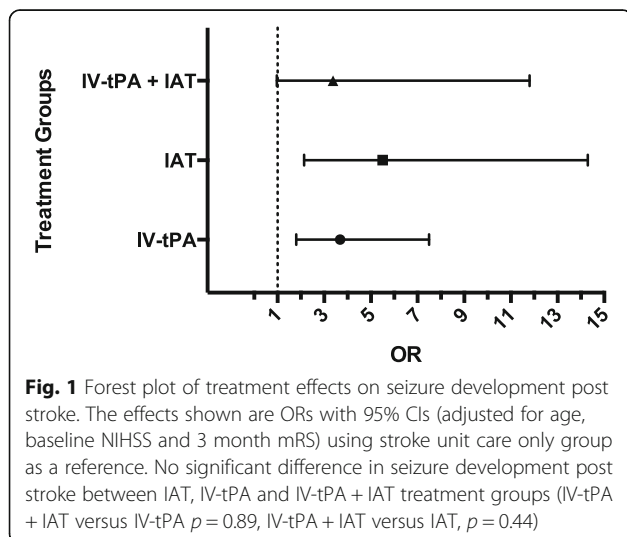 Treatment Groups
IV-tPA + IAT
IAT
IV-tPA
1 3 5 7 9 11 13 15
OR
Fig. 1 Forest plot of treatment effects on seizure development post
stroke. The effects shown are ORs with 95% CIs (adjusted for age,
baseline NIHSS and 3 month mRS) using stroke unit care only group
as a reference. No significant difference in seizure development post
stroke between IAT, IV-tPA and IV-tPA + IAT treatment groups (IV-tPA
+ IAT versus IV-tPA p = 0.89, IV-tPA + IAT versus IAT, p = 0.44)